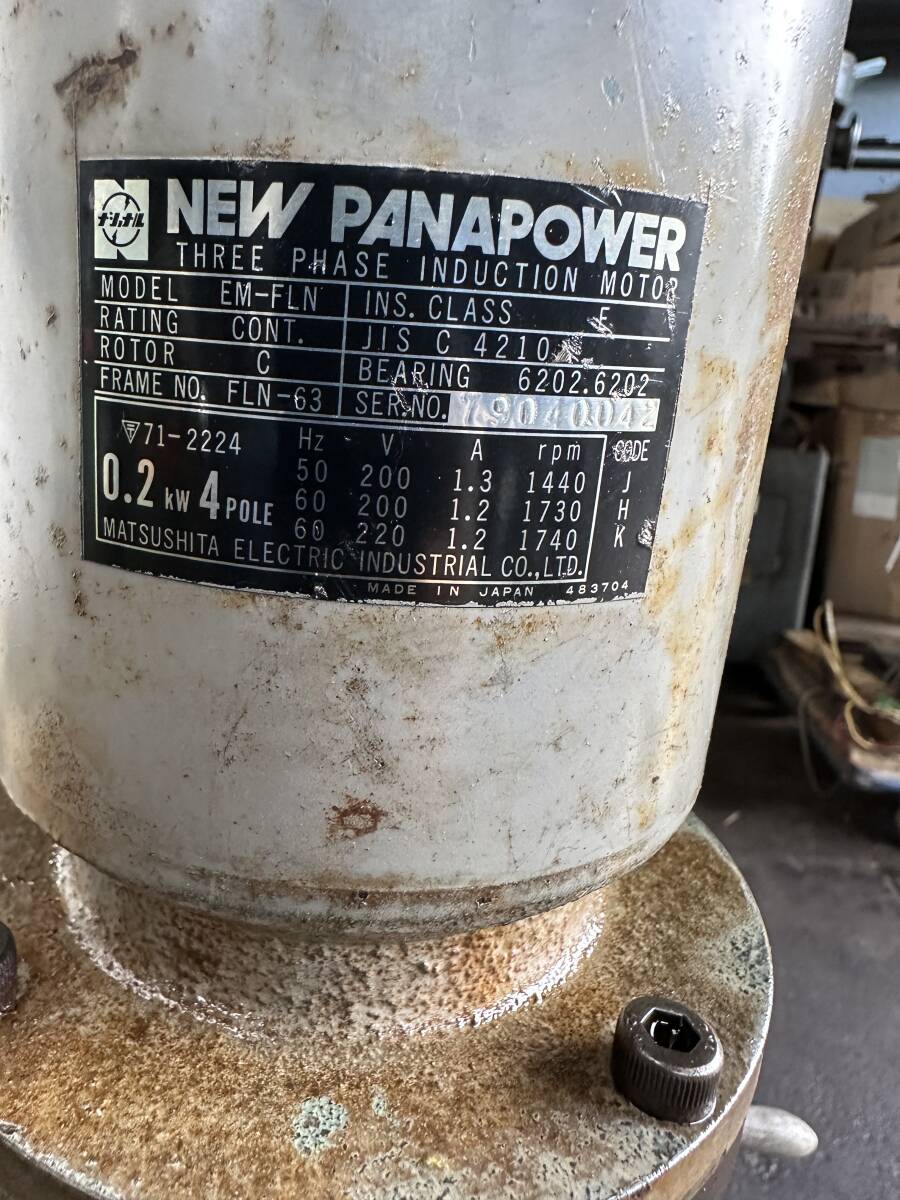 ナショナル
NEW PANAPOWER
THREE PHASE INDUCTION MOTOR
MODEL EM-FLN INS. CLASS E
RATING CONT. JIS C 4210
ROTOR C BEARING 6202.6202
FRAME NO. FLN-63 SER.NO.
71-2224 Hz V A rpm CODE
50 200 1.3 1440 J
0.2 kW 4 POLE 60 200 1.2 1730 H
60 220 1.2 1740 K
MATSUSHITA ELECTRIC INDUSTRIAL CO.,LTD.
MADE IN JAPAN 483704